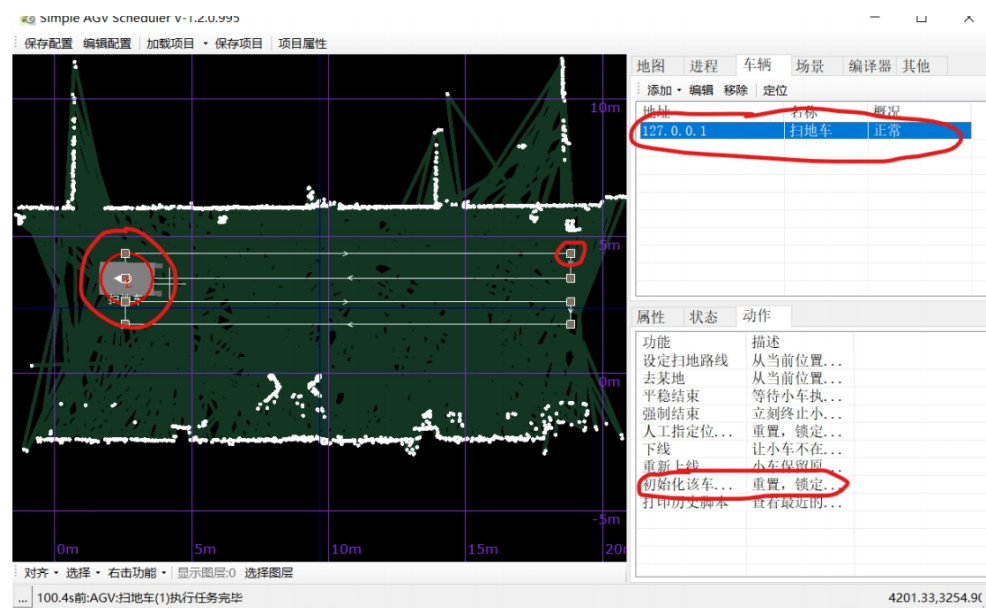 Simple AGV Scheduler V-1.2.0.995
保存配置 编辑配置 加载项目 保存项目 项目属性
地图 进程 车辆 场景 编译器 其他
添加 编辑 移除 定位
地址 名称 概况
127.0.0.1 扫地车 正常
10m
5m
扫地车
0m
-5m
0m 5m 10m 15m 20m
属性 状态 动作
功能 描述
设定扫地路线 从当前位置...
去某地 从当前位置...
平稳结束 等待小车执...
强制结束 立刻终止小...
人工指定位... 重置，锁定...
下线 让小车不在...
重新上线 小车保留原...
初始化该车... 重置，锁定...
打印历史脚本 查看最近的...
对齐 选择 右击功能 显示图层:0 选择图层
... 100.4s前:AGV:扫地车(1)执行任务完毕 4201.33,3254.90